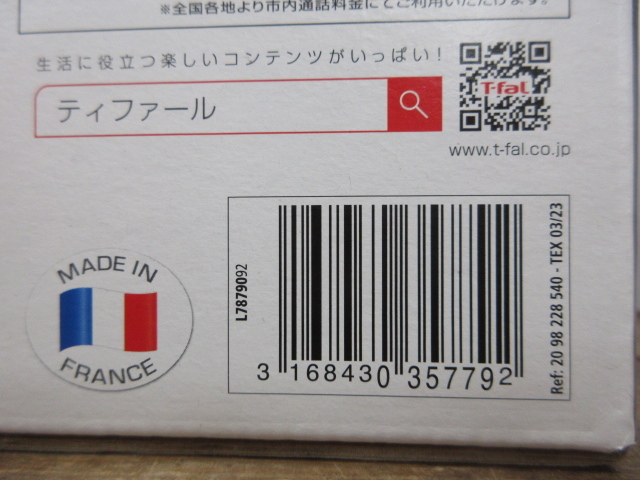 ※全国各地より市内通話料金にてご利用いただけます。
生活に役立つ楽しいコンテンツがいっぱい!
ティファール
T-fal
www.t-fal.co.jp
MADE IN
FRANCE
L7879092
3 168430 357792
Ref: 20 98 228 540 - TEX 03/23